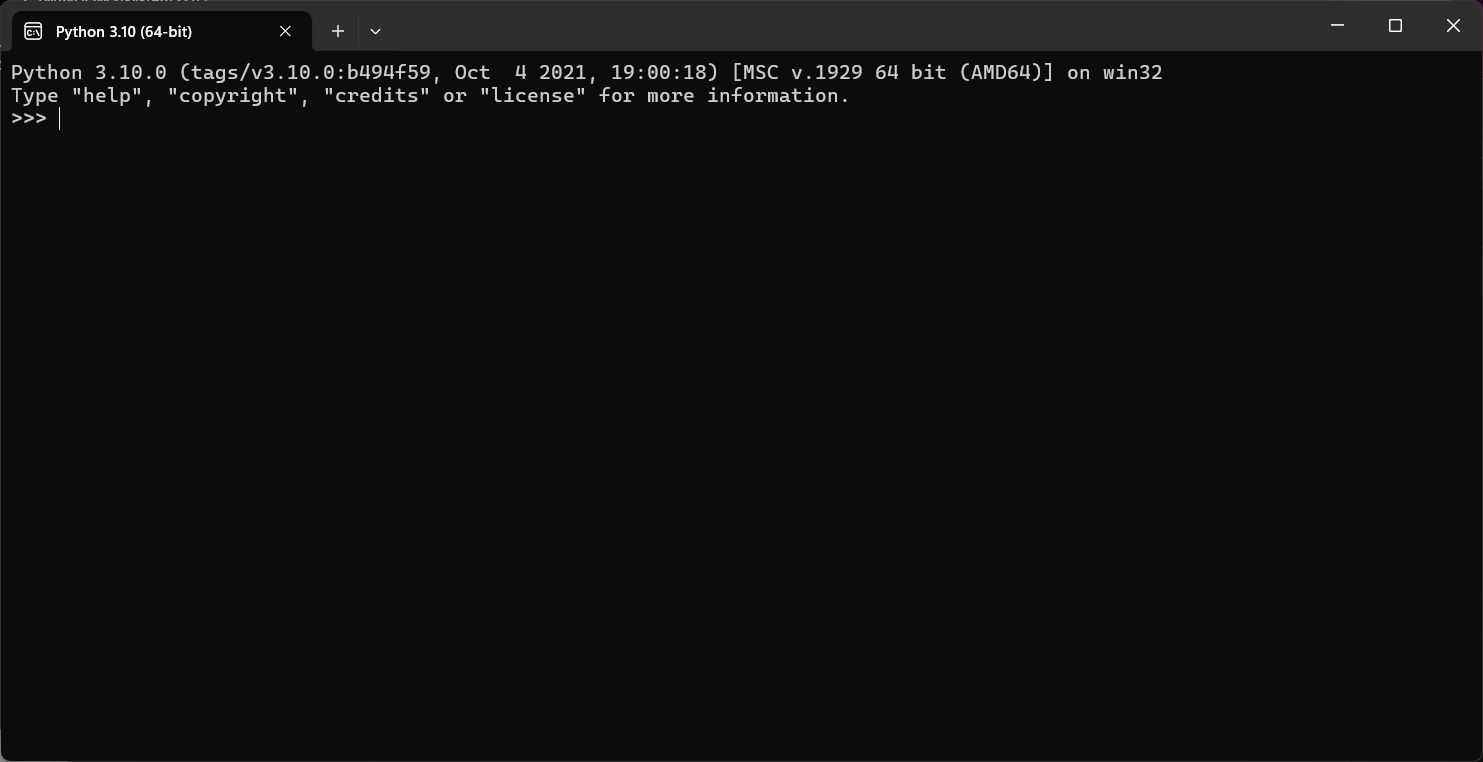 Python 3.10 (64-bit)
Python 3.10.0 (tags/v3.10.0:b494f59, Oct  4 2021, 19:00:18) [MSC v.1929 64 bit (AMD64)] on win32
Type "help", "copyright", "credits" or "license" for more information.
>>>